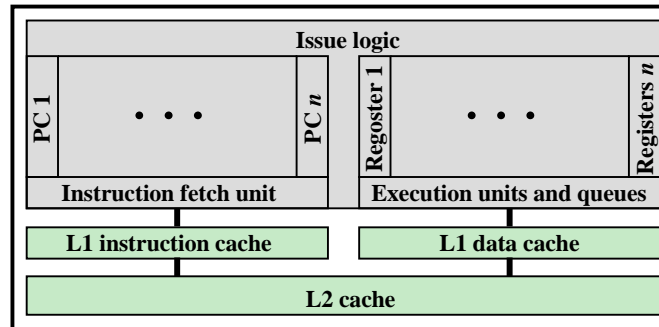 Issue logic
PC 1
• • •
PC n
Regoster 1
• • •
Registers n
Instruction fetch unit
Execution units and queues
L1 instruction cache
L1 data cache
L2 cache